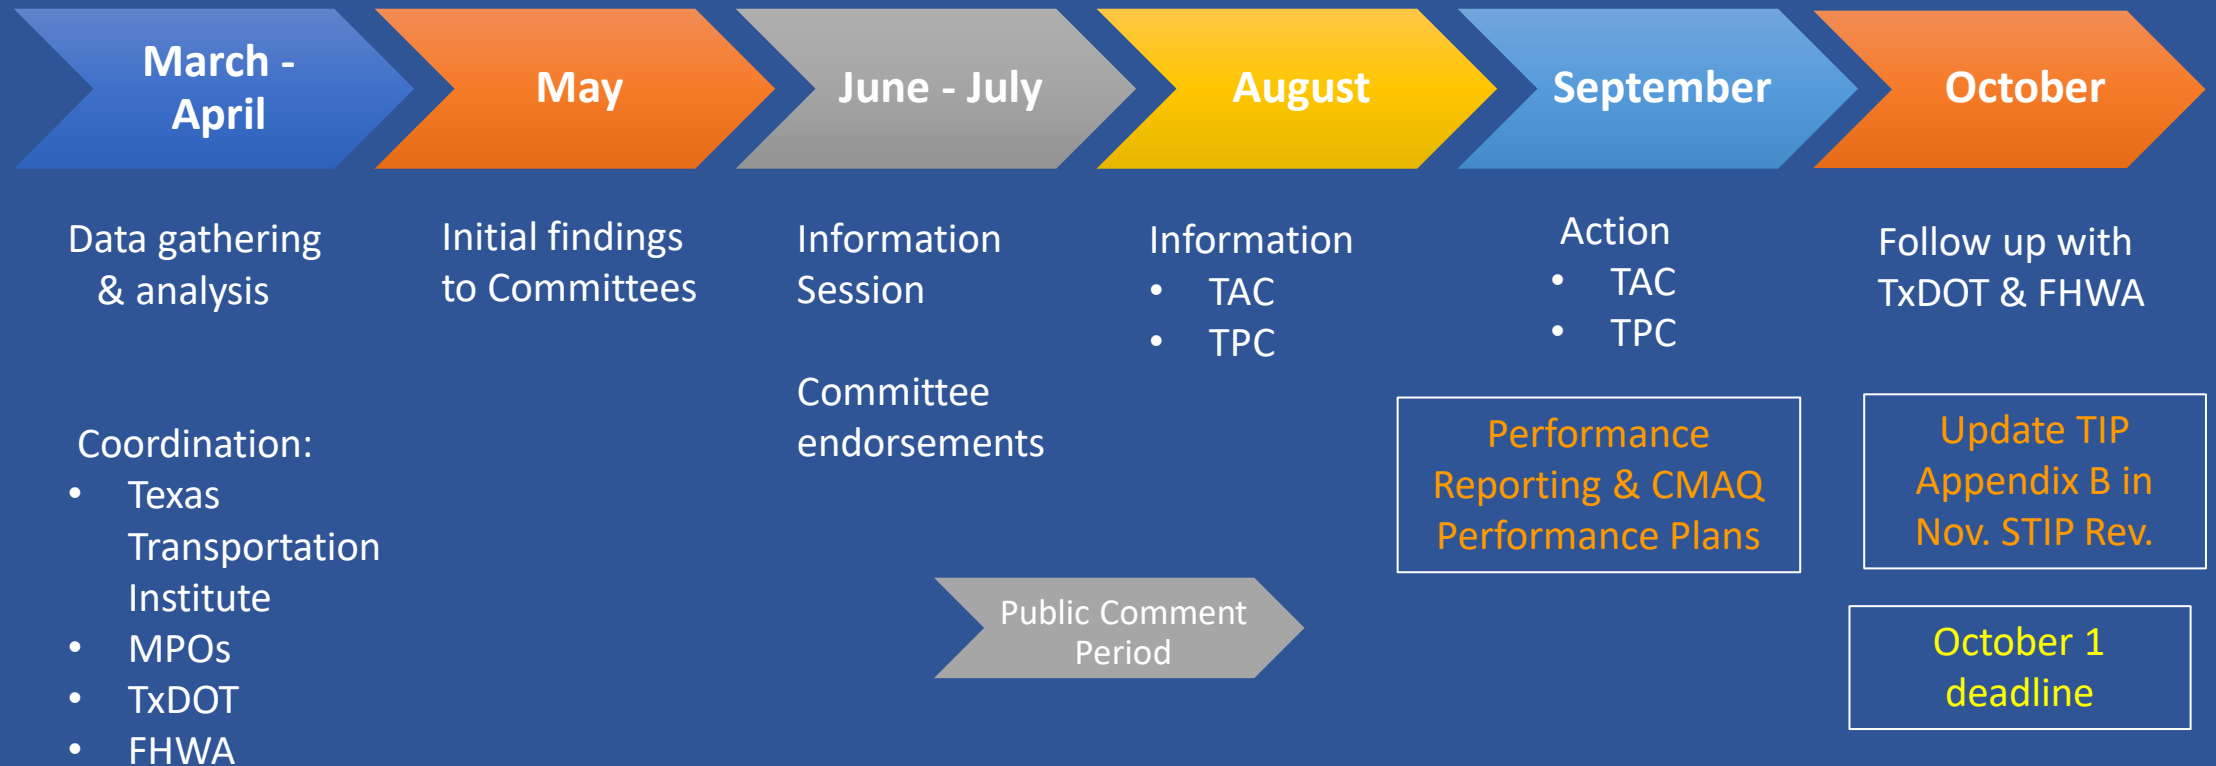 March -
April
May
June - July
August
September
October
Data gathering
& analysis
Coordination:
• Texas
Transportation
Institute
• MPOs
• TxDOT
• FHWA
Initial findings
to Committees
Information
Session
Committee
endorsements
Public Comment
Period
Information
• TAC
• TPC
Action
• TAC
• TPC
Performance
Reporting & CMAQ
Performance Plans
Follow up with
TxDOT & FHWA
Update TIP
Appendix B in
Nov. STIP Rev.
October 1
deadline